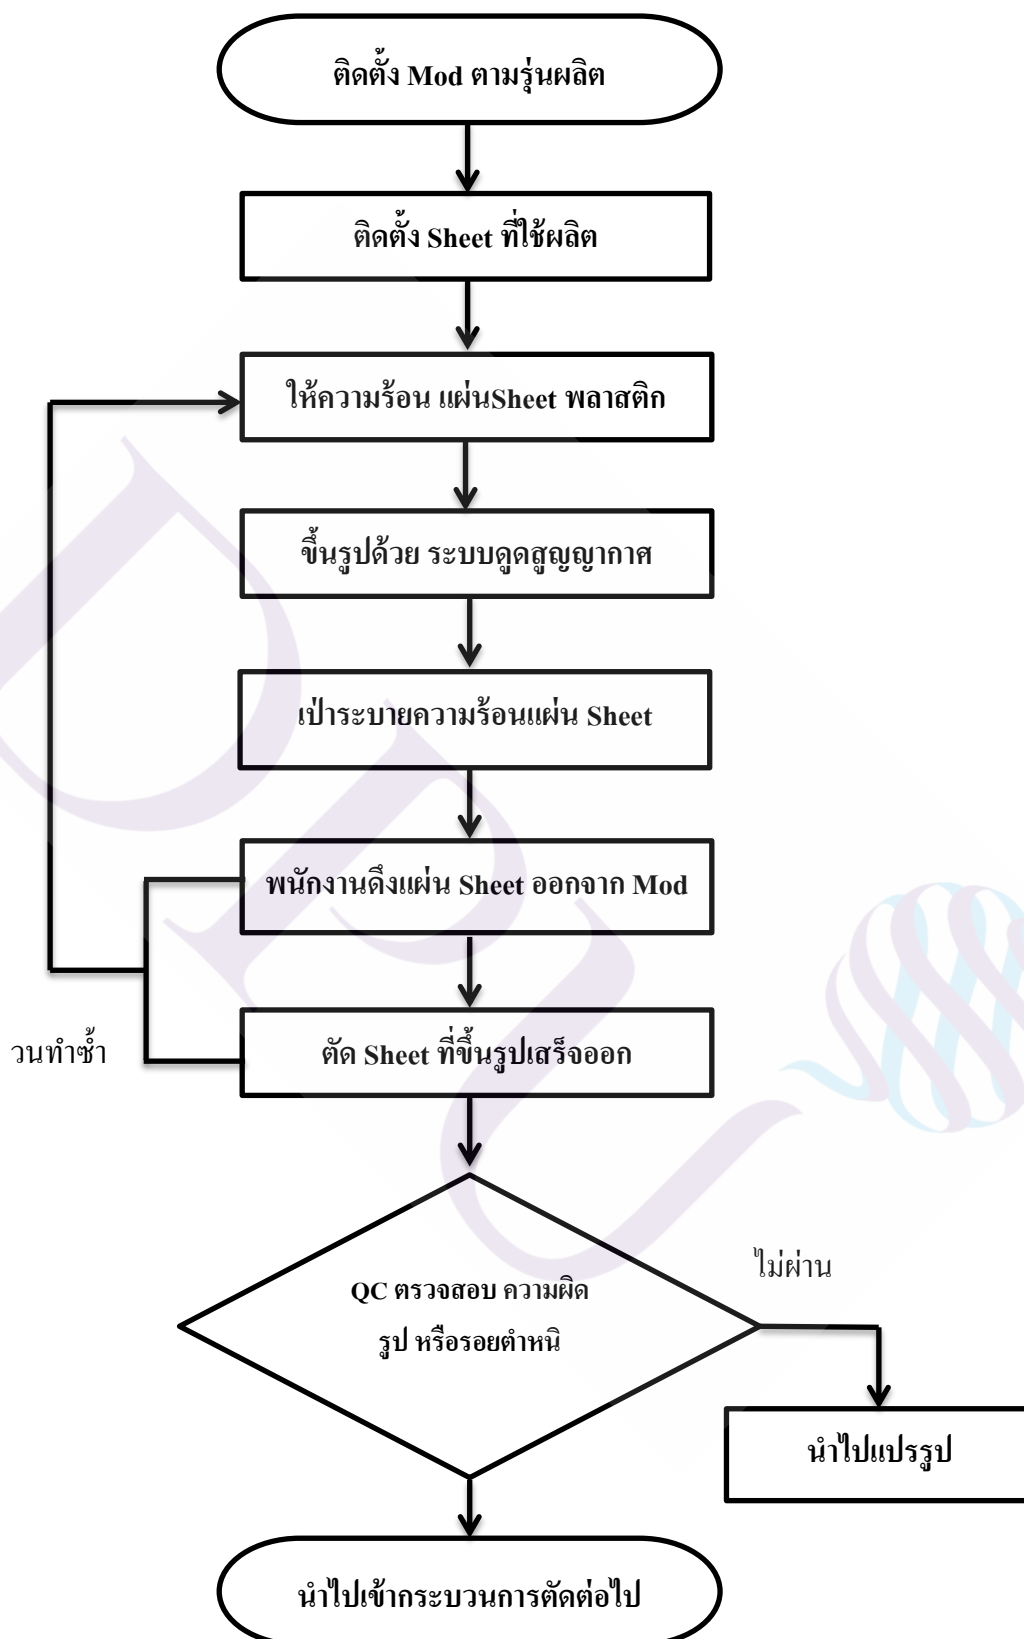 ติดตั้ง Mod ตามรุ่นผลิต
ติดตั้ง Sheet ที่ใช้ผลิต
ให้ความร้อน แผ่นSheet พลาสติก
ขึ้นรูปด้วย ระบบดูดสูญญากาศ
เป่าระบายความร้อนแผ่น Sheet
พนักงานดึงแผ่น Sheet ออกจาก Mod
วนทำซ้ำ
ตัด Sheet ที่ขึ้นรูปเสร็จออก
ไม่ผ่าน
QC ตรวจสอบ ความผิด
รูป หรือรอยตำหนิ
นำไปแปรรูป
นำไปเข้ากระบวนการตัดต่อไป
DPU